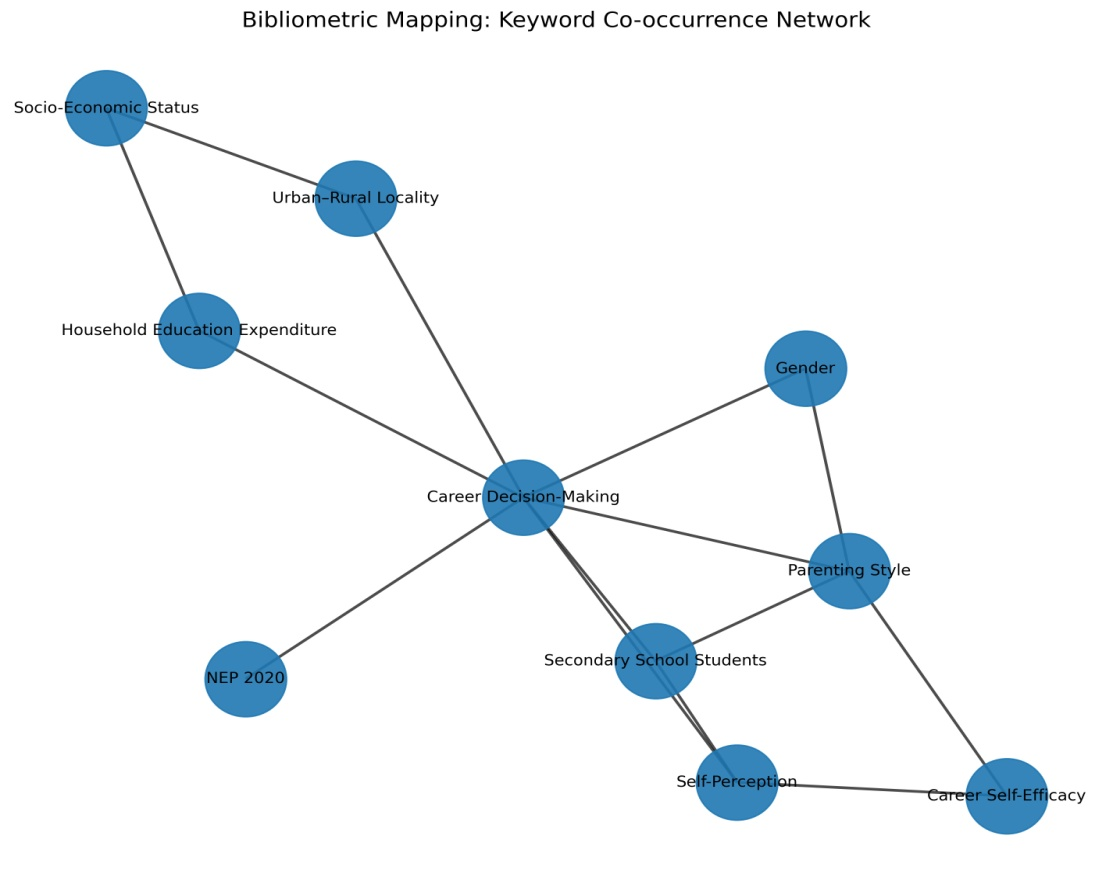 Bibliometric Mapping: Keyword Co-occurrence Network
Socio-Economic Status
Urban–Rural Locality
Household Education Expenditure
Gender
Career Decision-Making
Parenting Style
Secondary School Students
NEP 2020
Self-Perception
Career Self-Efficacy